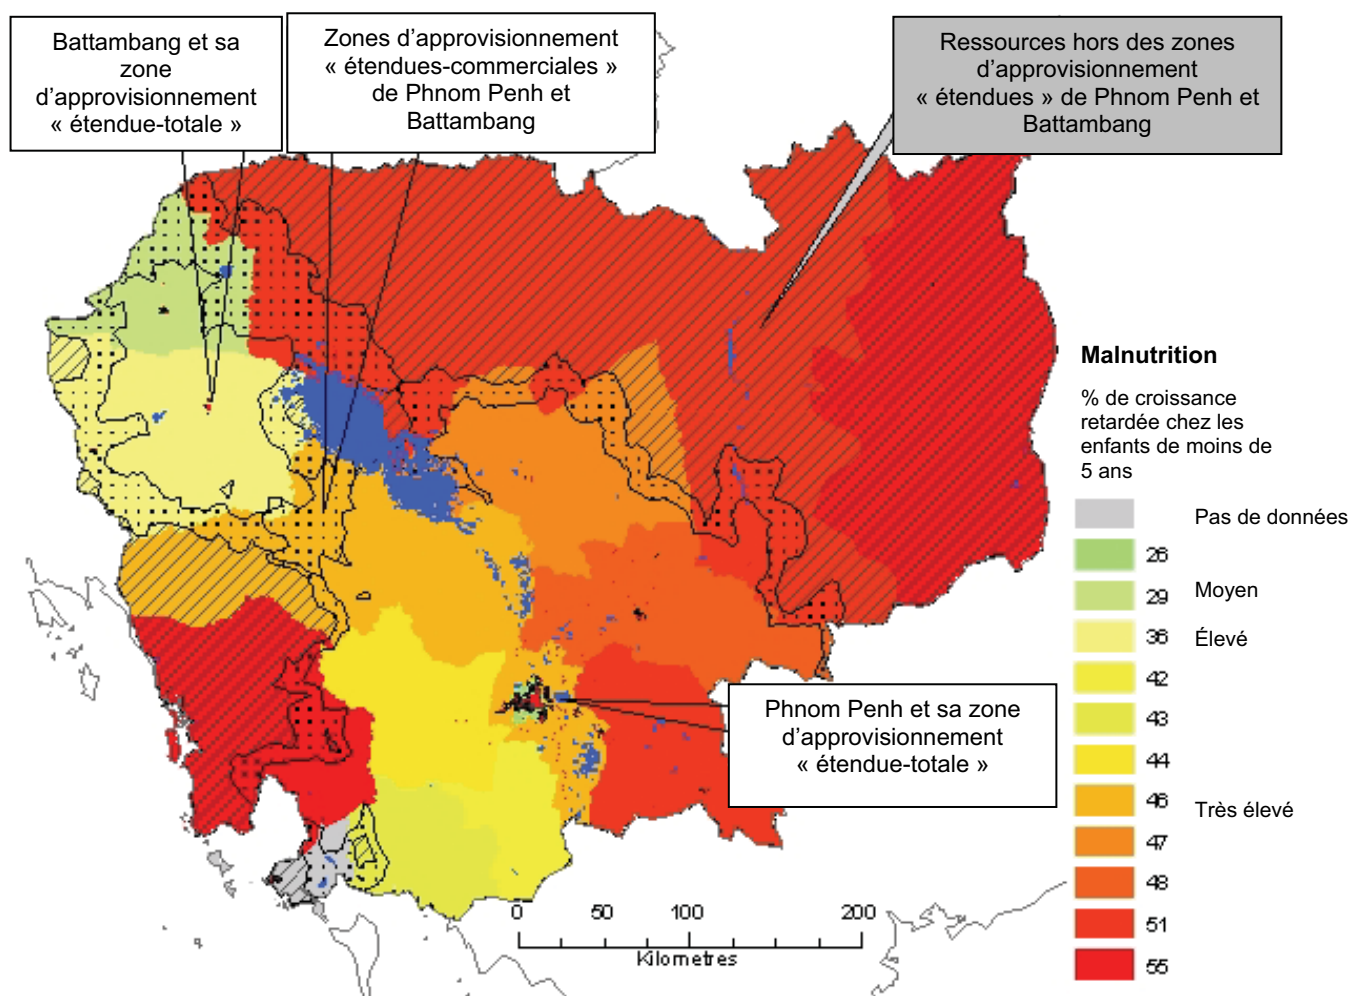 Battambang et sa
zone
d’approvisionnement
« étendue-totale »
Zones d’approvisionnement
« étendues-commerciales »
de Phnom Penh et
Battambang
Ressources hors des zones
d’approvisionnement
« étendues » de Phnom Penh et
Battambang
Phnom Penh et sa zone
d’approvisionnement
« étendue-totale »
Malnutrition
% de croissance
retardée chez les
enfants de moins de
5 ans
Pas de données
26
29 Moyen
36 Élevé
42
43
44
46 Très élevé
47
48
51
55
0 50 100 200
Kilometres